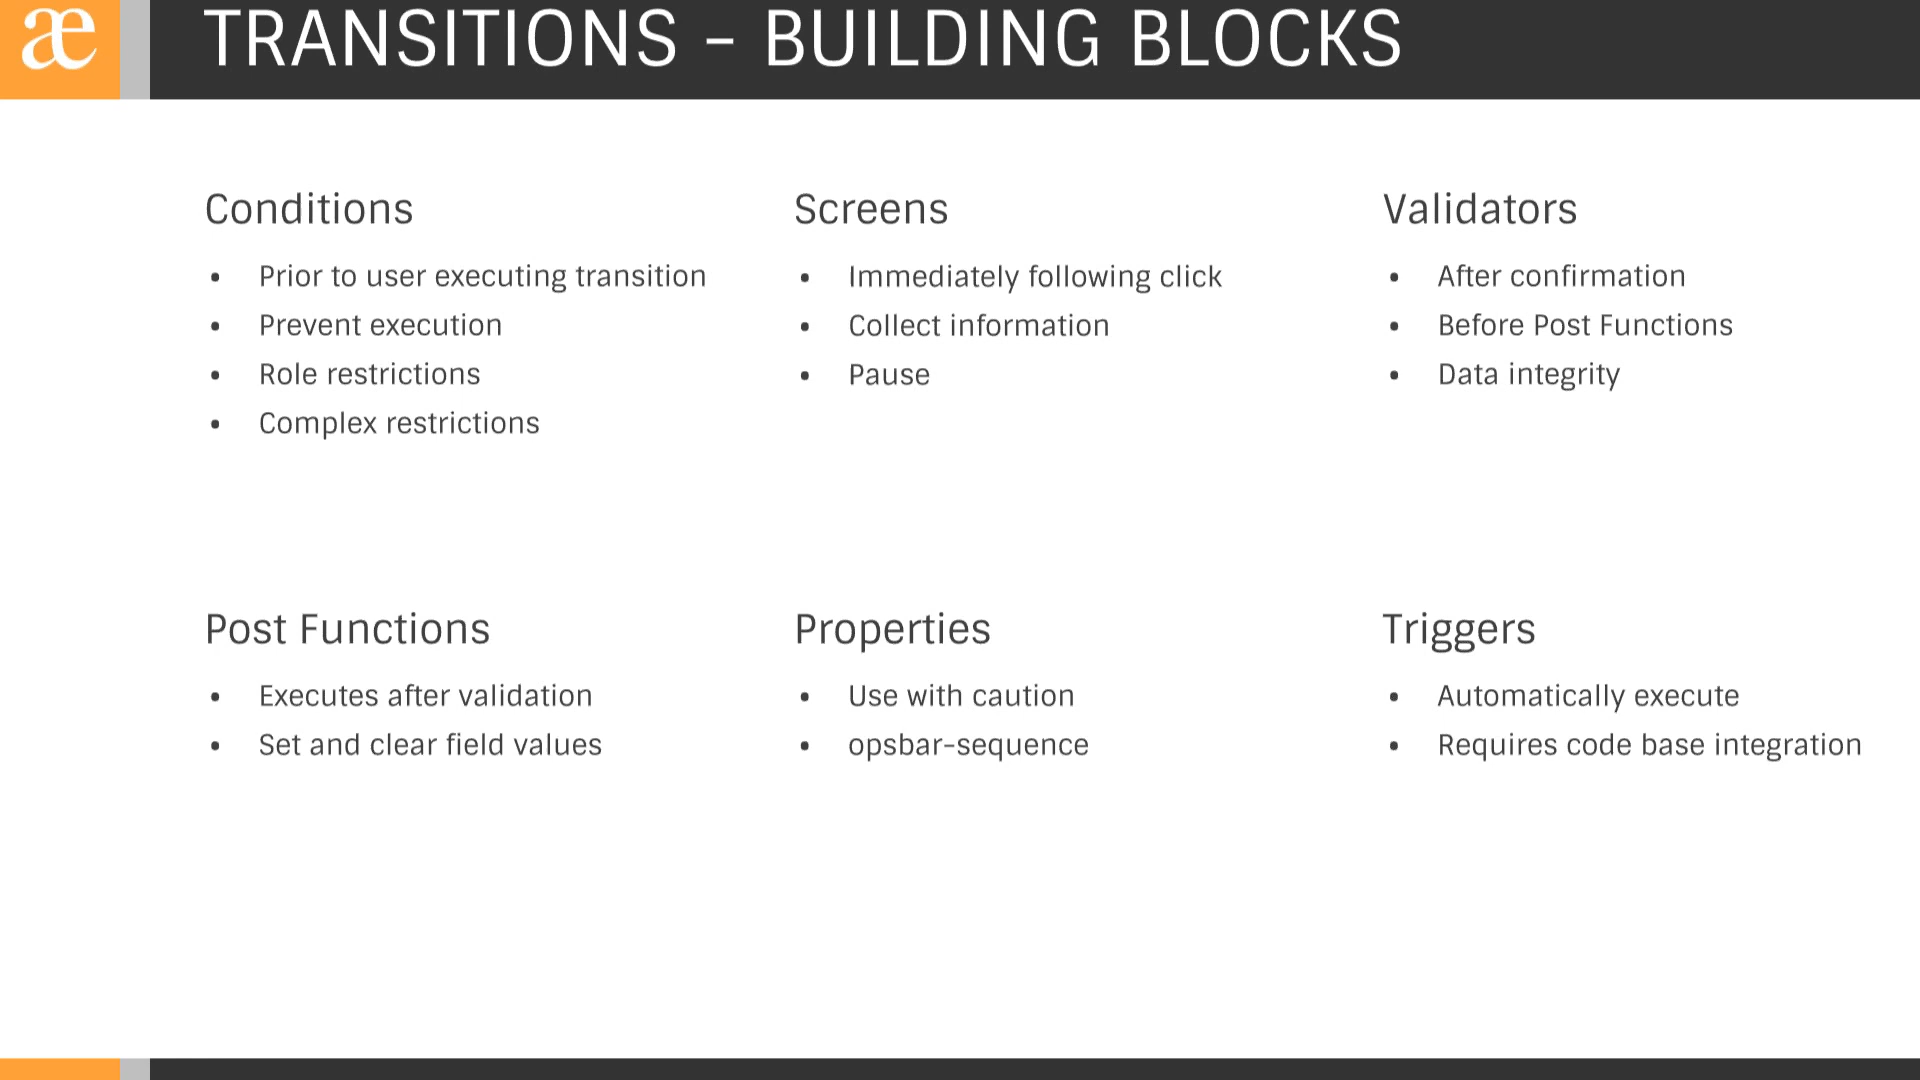 æ
TRANSITIONS – BUILDING BLOCKS
Conditions
• Prior to user executing transition
• Prevent execution
• Role restrictions
• Complex restrictions
Screens
• Immediately following click
• Collect information
• Pause
Validators
• After confirmation
• Before Post Functions
• Data integrity
Post Functions
• Executes after validation
• Set and clear field values
Properties
• Use with caution
• opsbar-sequence
Triggers
• Automatically execute
• Requires code base integration